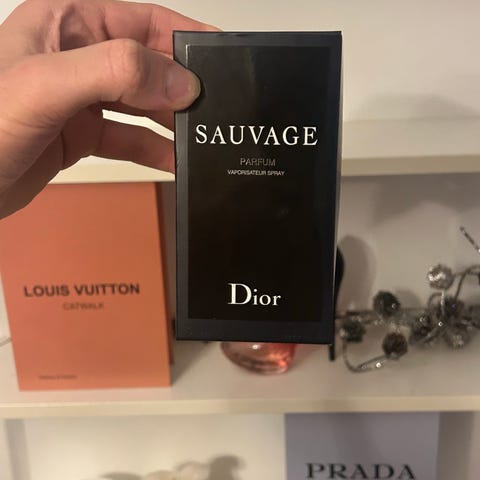 SAUVAGE
PARFUM
VAPORISATEUR SPRAY
Dior
LOUIS VUITTON
CATWALK
PRADA